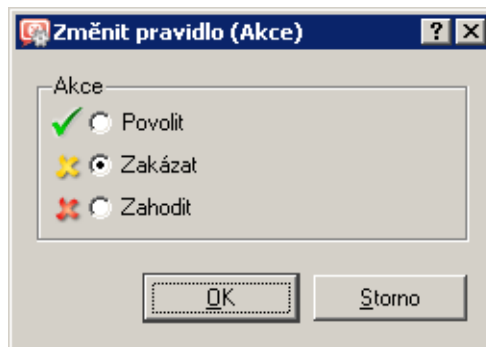 Změnit pravidlo (Akce)
Akce
Povolit
Zakázat
Zahodit
OK Storno